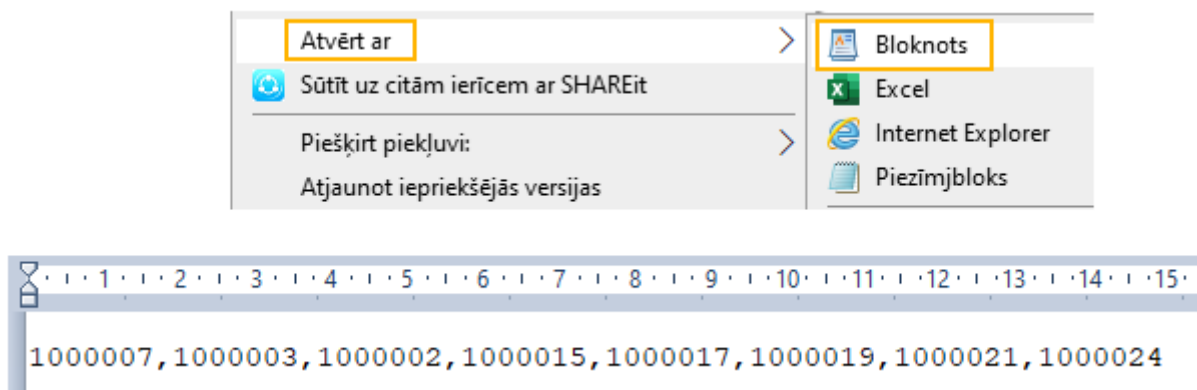 Atvērt ar
Sūtīt uz citām ierīcem ar SHAREit
Piešķirt piekļuvi:
Atjaunot iepriekšējās versijas
Bloknots
Excel
Internet Explorer
Piezīmjbloks
1 2 3 4 5 6 7 8 9 10 11 12 13 14 15
1000007,1000003,1000002,1000015,1000017,1000019,1000021,1000024